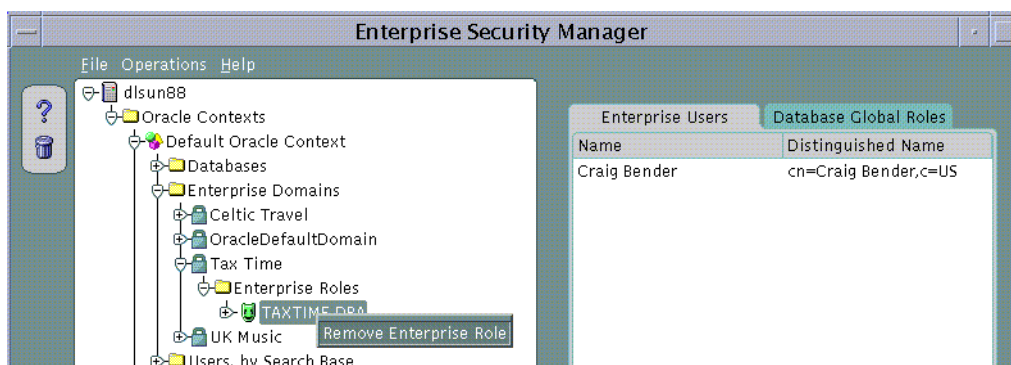 Enterprise Security Manager
File Operations Help
dlsun88
Oracle Contexts
Default Oracle Context
Databases
Enterprise Domains
Celtic Travel
OracleDefaultDomain
Tax Time
Enterprise Roles
TAXTIME DBA
Remove Enterprise Role
UK Music
Users, by Search Base
Enterprise Users Database Global Roles
Name Distinguished Name
Craig Bender cn=Craig Bender,c=US